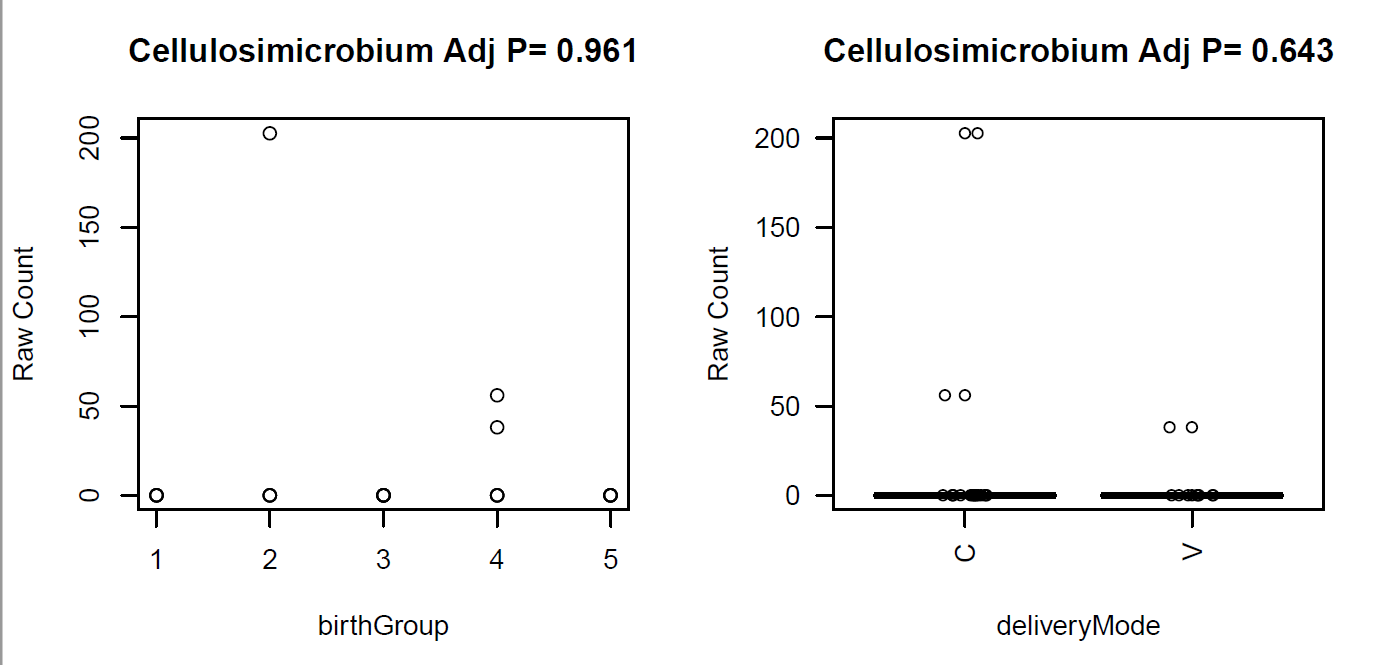 Cellulosimicrobium Adj P= 0.961
Raw Count
200
150
100
50
0
1 2 3 4 5
birthGroup
Cellulosimicrobium Adj P= 0.643
Raw Count
200
150
100
50
0
C V
deliveryMode